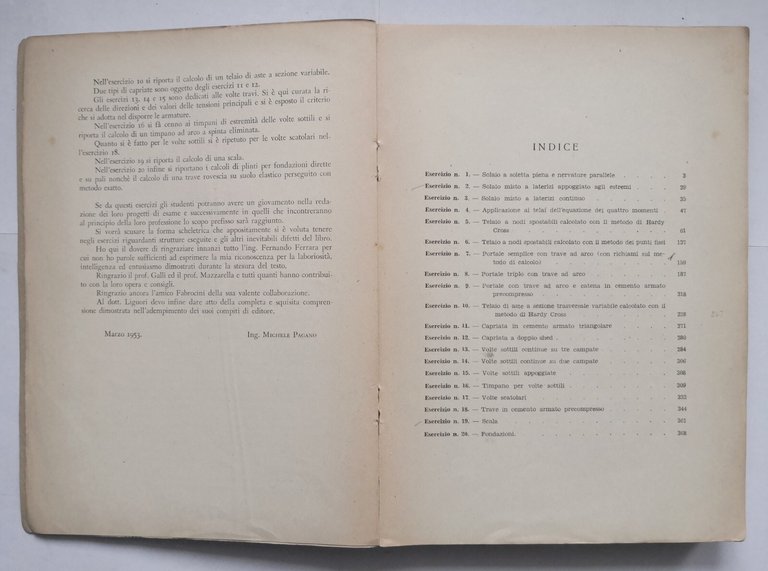 Nell'esercizio 10 si riporta il calcolo di un telaio di aste a sezione variabile.
Due tipi di capriate sono oggetto degli esercizi 11 e 12.
Gli esercizi 13, 14 e 15 sono dedicati alle volte travi. Si è qui curata la ri-
cerca delle direzioni e dei valori delle tensioni principali e si è esposto il criterio
che si adotta nel disporre le armature.
Nell'esercizio 16 si fà cenno ai timpani di estremità delle volte sottili e si
riporta il calcolo di un timpano ad arco a spinta eliminata.
Quanto si è fatto per le volte sottili si è ripetuto per le volte scatolari nel-
l'esercizio 18.
Nell'esercizio 19 si riporta il calcolo di una scala.
Nell'esercizio 20 infine si riportano i calcoli di plinti per fondazioni dirette
e su pali nonchè il calcolo di una trave rovescia su suolo elastico perseguito con
metodo esatto.
Se da questi esercizi gli studenti potranno avere un giovamento nella reda-
zione dei loro progetti di esame e successivamente in quelli che incontreranno
al principio della loro professione lo scopo prefisso sarà raggiunto.
Si vorrà scusare la forma scheletrica che appositamente si è voluta tenere
negli esercizi riguardanti strutture eseguite e gli altri inevitabili difetti del libro.
Ho qui il dovere di ringraziare innanzi tutto l'ing. Fernando Ferrara per
cui non ho parole sufficienti ad esprimere la mia riconoscenza per la laboriosità,
intelligenza ed entusiasmo dimostrati durante la stesura del testo.
Ringrazio il prof. Galli ed il prof. Mazzarella e tutti quanti hanno contribuito
con la loro opera e consigli.
Ringrazio ancora l'amico Fabrocini della sua valente collaborazione.
Al dott. Liguori devo infine dare atto della completa e squisita compren-
sione dimostrata nell'adempimento dei suoi compiti di editore.
Marzo 1953. Ing. MICHELE PAGANO
INDICE
Esercizio n. 1. — Solaio a soletta piena e nervature parallele 3
Esercizio n. 2. — Solaio misto a laterizi appoggiato agli estremi 29
Esercizio n. 3. — Solaio misto a laterizi continuo 35
Esercizio n. 4. — Applicazione ai telai dell'equazione dei quattro momenti 47
Esercizio n. 5. — Telaio a nodi spostabili calcolato con il metodo di Hardy
Cross 61
Esercizio n. 6. — Telaio a nodi spostabili calcolato con il metodo dei punti fissi 137
Esercizio n. 7. — Portale semplice con trave ad arco (con richiami sul me-
todo di calcolo)
Esercizio n. 8. — Portale triplo con trave ad arco 187
Esercizio n. 9. — Portale con trave ad arco e catena in cemento armato
precompresso 218
Esercizio n. 10. — Telaio di aste a sezione trasversale variabile calcolato con il
metodo di Hardy Cross 228
Esercizio n. 11. — Capriata in cemento armato triangolare 271
Esercizio n. 12. — Capriata a doppio shed 280
Esercizio n. 13. — Volte sottili continue su tre campate 284
Esercizio n. 14. — Volte sottili continue su due campate 306
Esercizio n. 15. — Volte sottili appoggiate 308
Esercizio n. 16. — Timpano per volte sottili 309
Esercizio n. 17. — Volte scatolari 333
Esercizio n. 18. — Trave in cemento armato precompresso 344
Esercizio n. 19. — Scala 361
Esercizio n. 20. — Fondazioni. 368